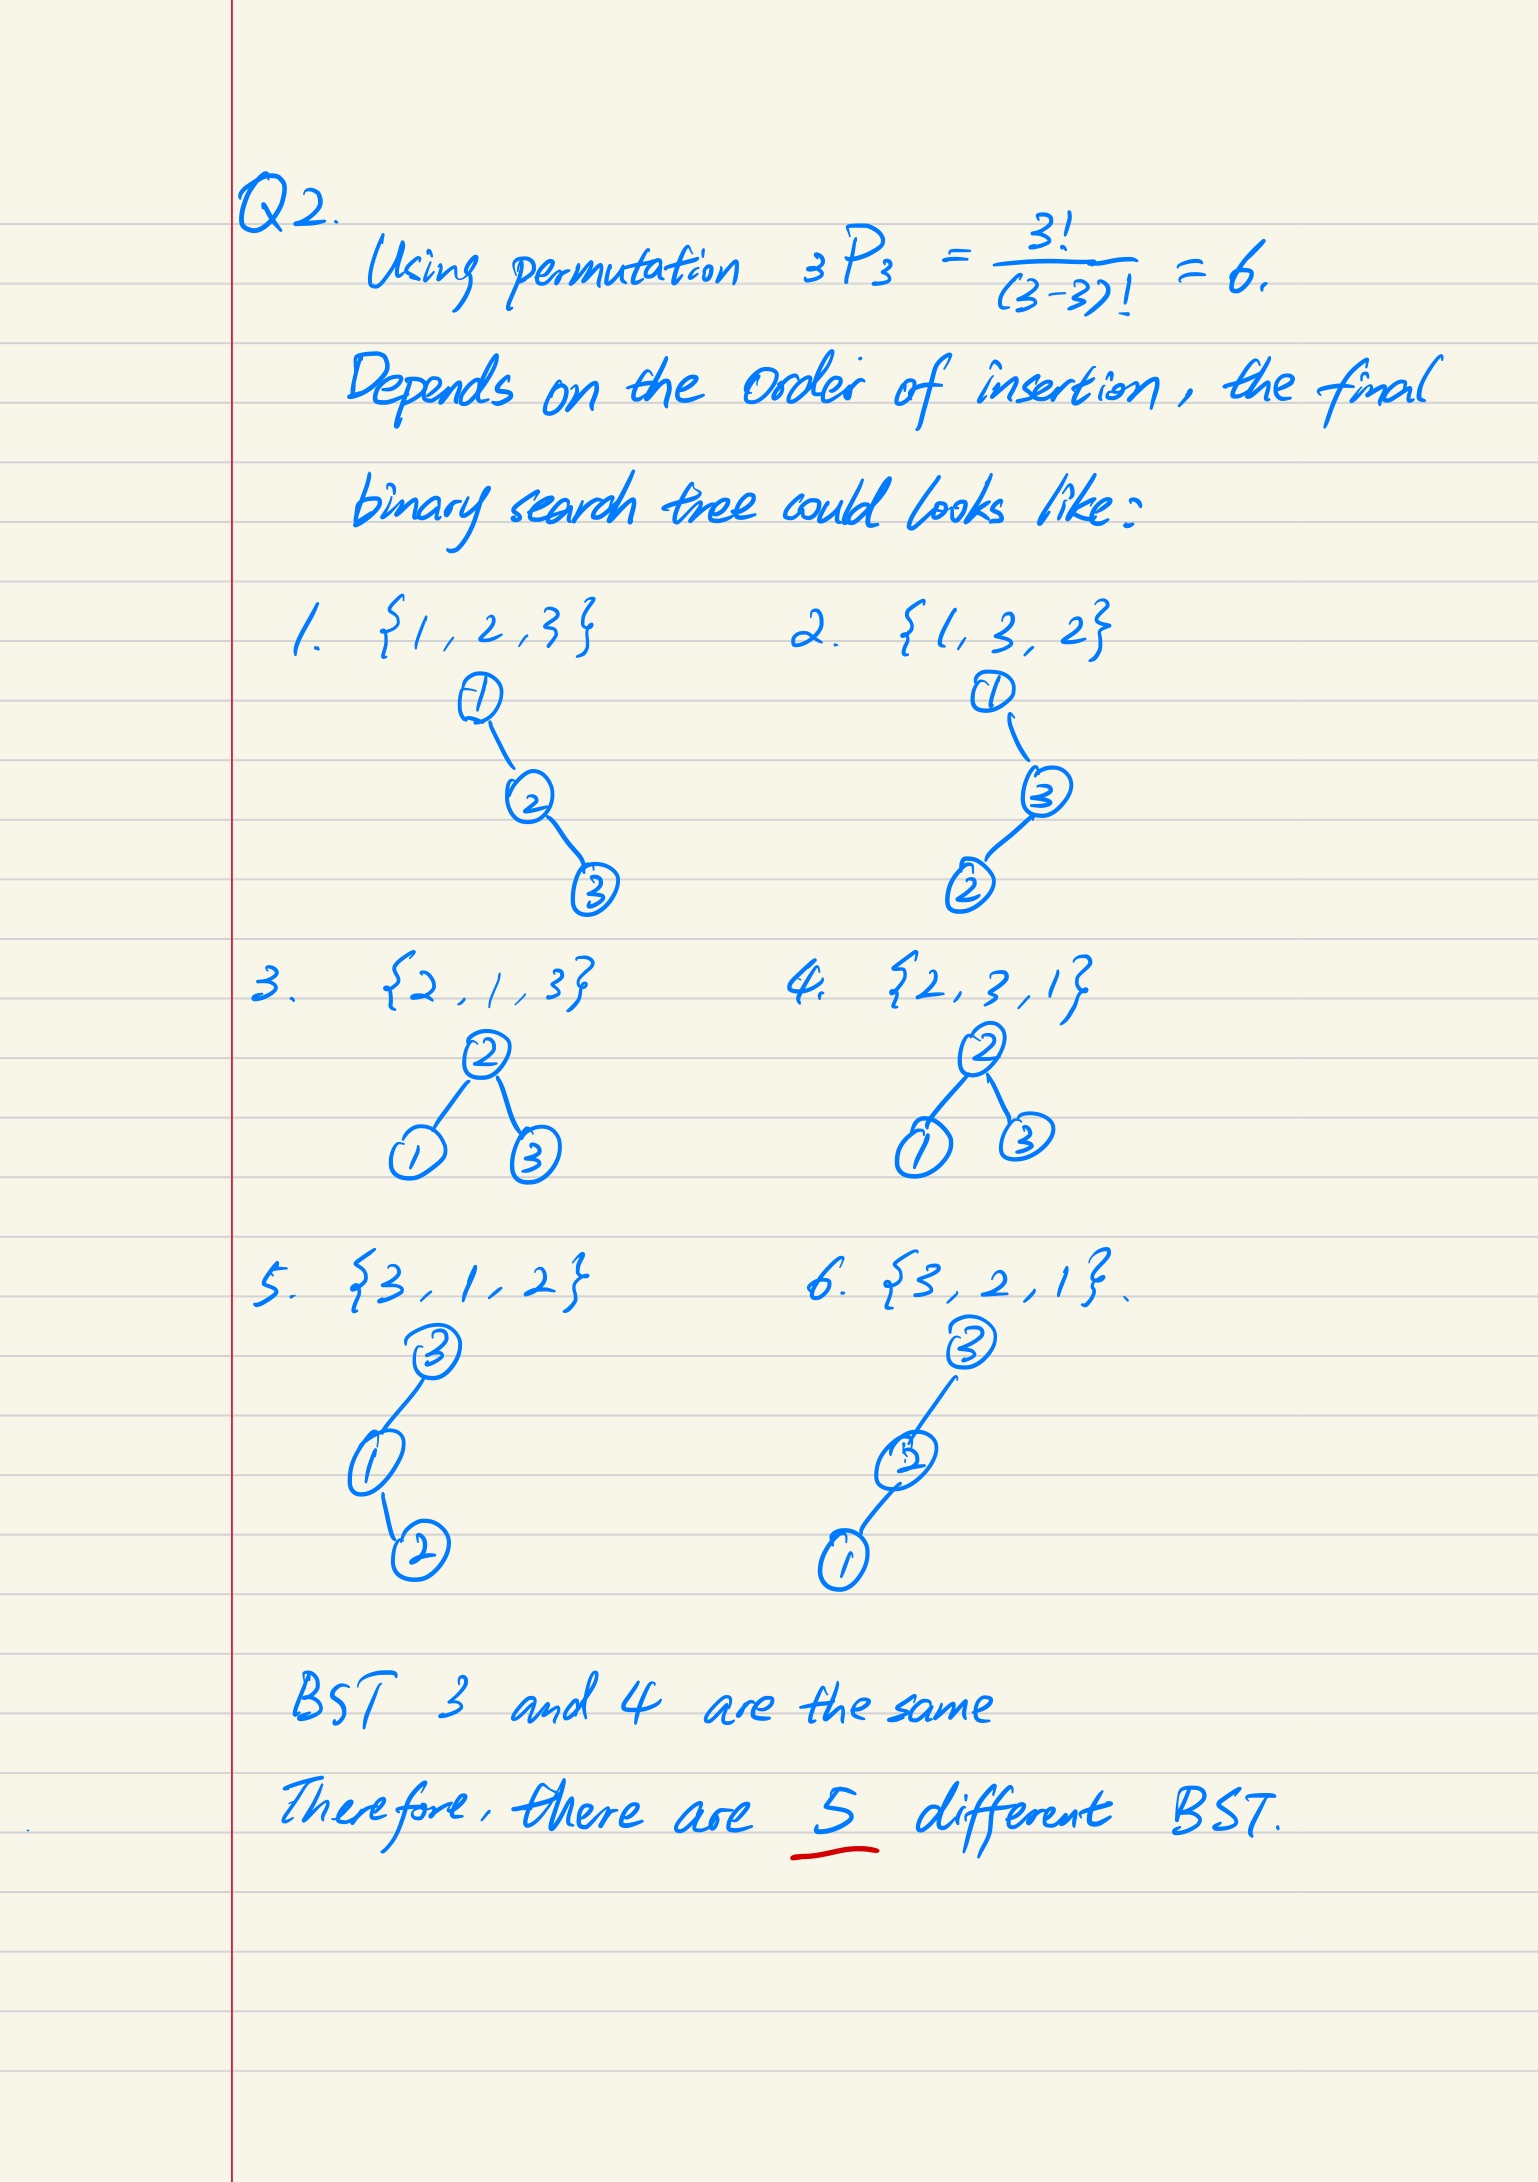 Q2.
Using permutation ₃P₃ = 3!/(3-3)! = 6.
Depends on the order of insertion, the final
binary search tree could looks like:
1. {1, 2, 3} 2. {1, 3, 2}
1 1
2 3
3 2
3. {2, 1, 3} 4. {2, 3, 1}
2 2
1 3 1 3
5. {3, 1, 2} 6. {3, 2, 1}.
3 3
1 2
2 1
BST 3 and 4 are the same
Therefore, there are 5 different BST.